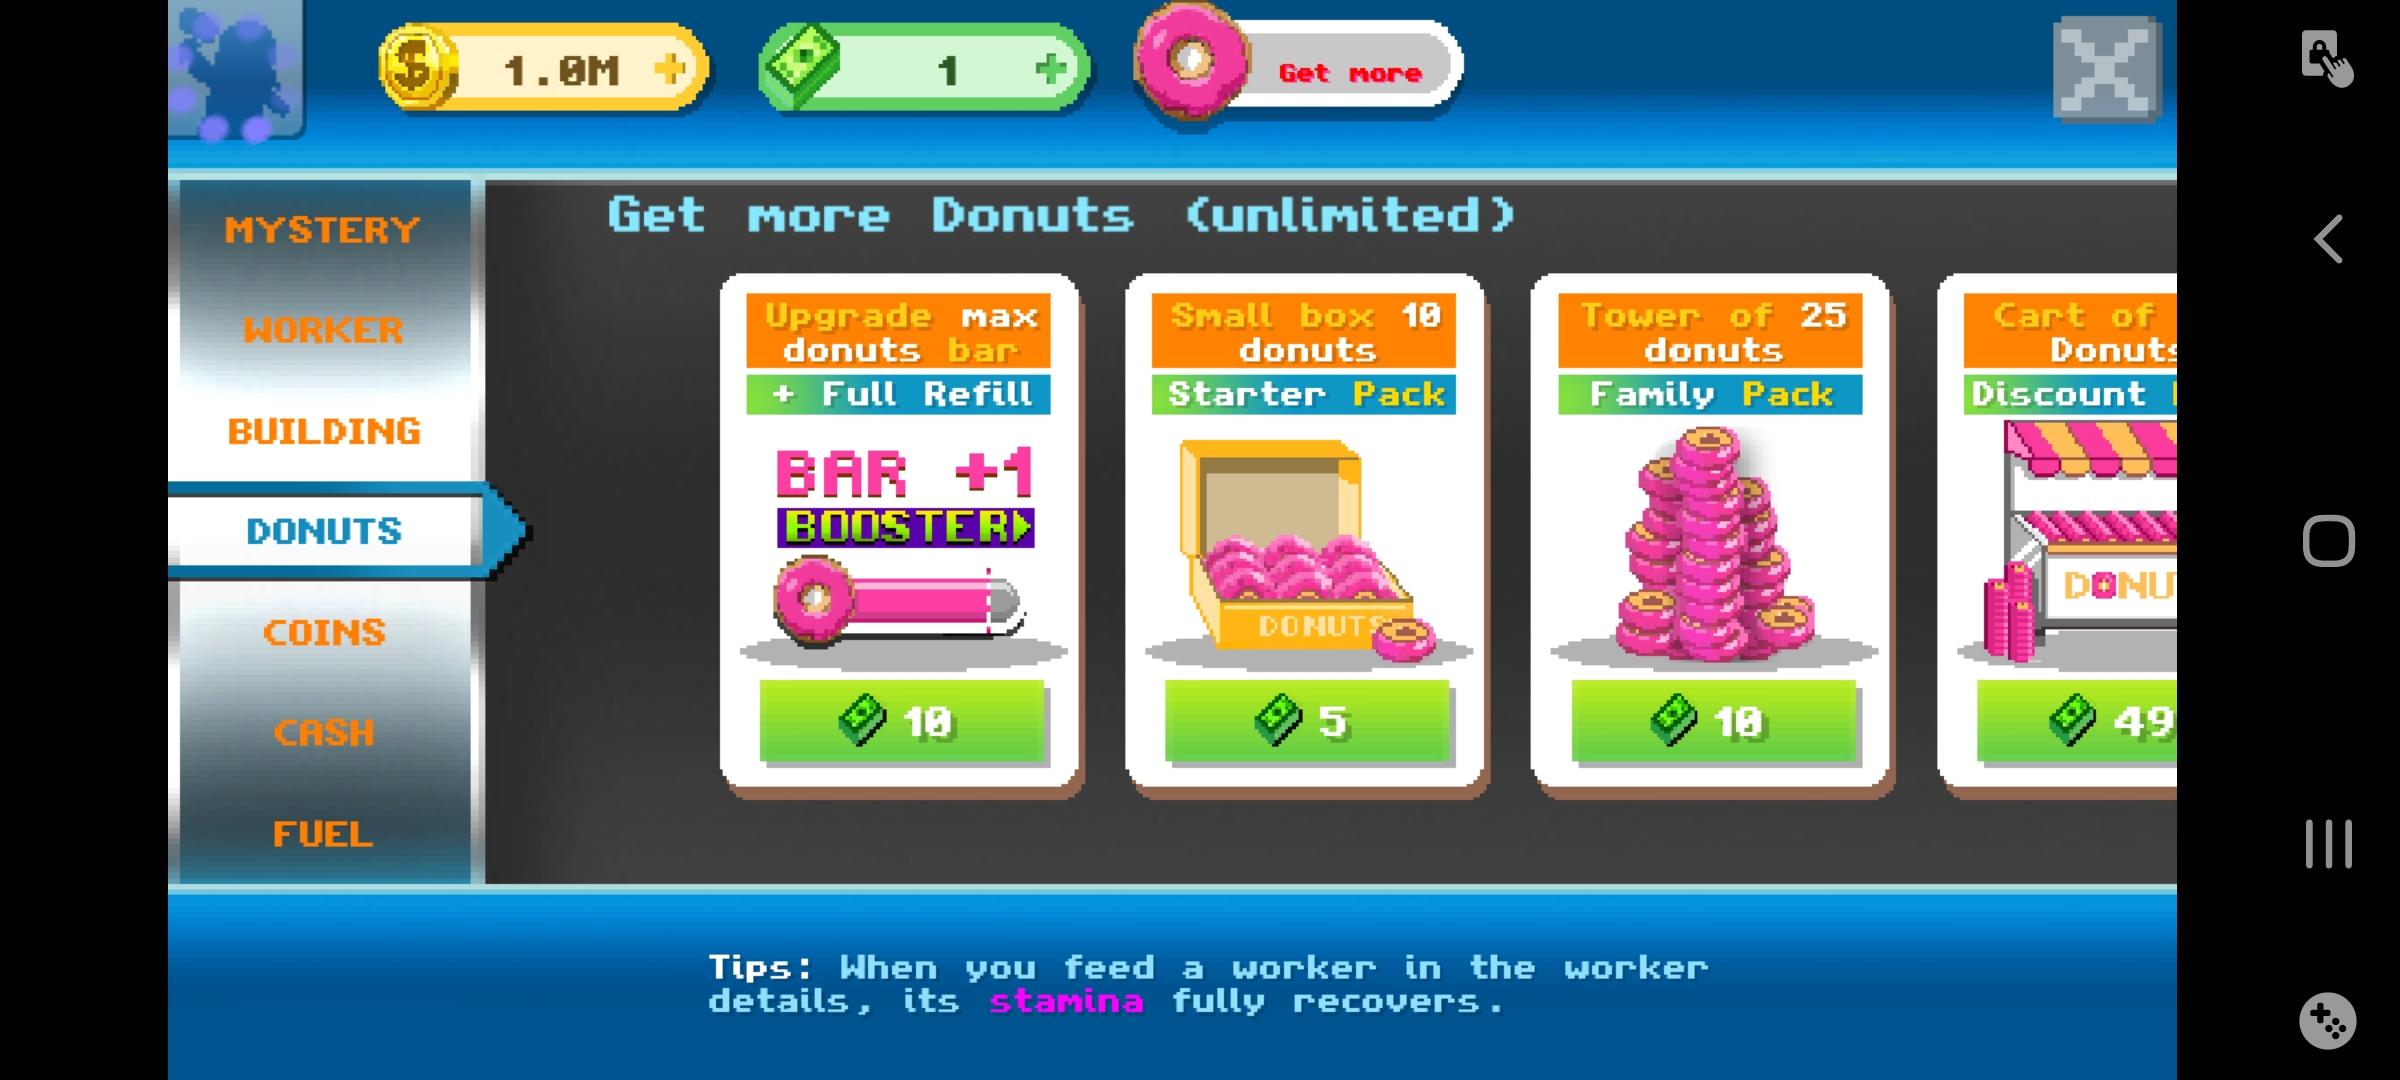 1.0M
1
Get more
MYSTERY
WORKER
BUILDING
DONUTS
COINS
CASH
FUEL
Get more Donuts (unlimited)
Upgrade max
donuts bar
+ Full Refill
BAR +1
BOOSTER
10
Small box 10
donuts
Starter Pack
DONUTS
5
Tower of 25
donuts
Family Pack
10
Cart of
Donuts
Discount
DONU
49
Tips: When you feed a worker in the worker
details, its stamina fully recovers.